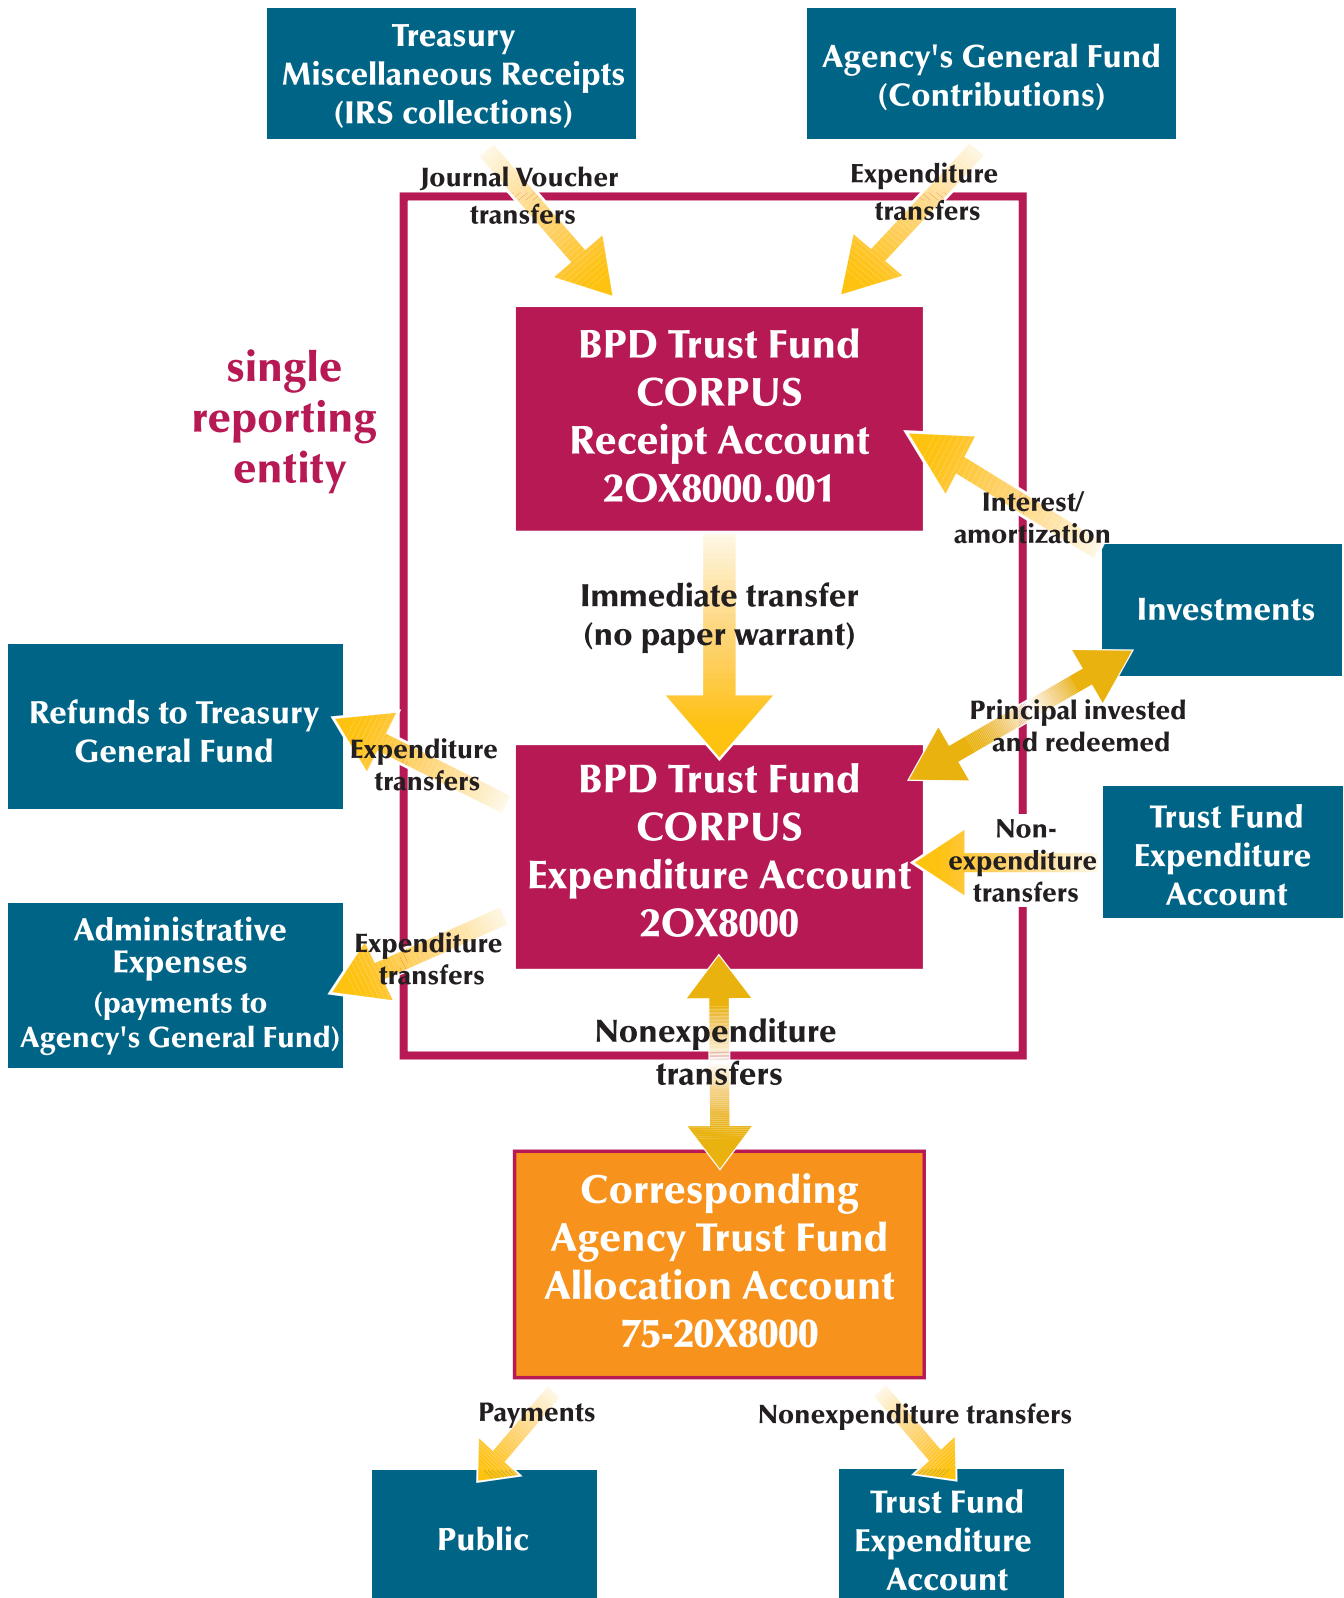 Treasury
Miscellaneous Receipts
(IRS collections)
Agency's General Fund
(Contributions)
Journal Voucher
transfers
Expenditure
transfers
single
reporting
entity
BPD Trust Fund
CORPUS
Receipt Account
2OX8000.001
Interest/
amortization
Immediate transfer
(no paper warrant)
Investments
Refunds to Treasury
General Fund
Expenditure
transfers
Principal invested
and redeemed
BPD Trust Fund
CORPUS
Expenditure Account
2OX8000
Non-
expenditure
transfers
Trust Fund
Expenditure
Account
Administrative
Expenses
(payments to
Agency's General Fund)
Expenditure
transfers
Nonexpenditure
transfers
Corresponding
Agency Trust Fund
Allocation Account
75-20X8000
Payments
Nonexpenditure transfers
Public
Trust Fund
Expenditure
Account